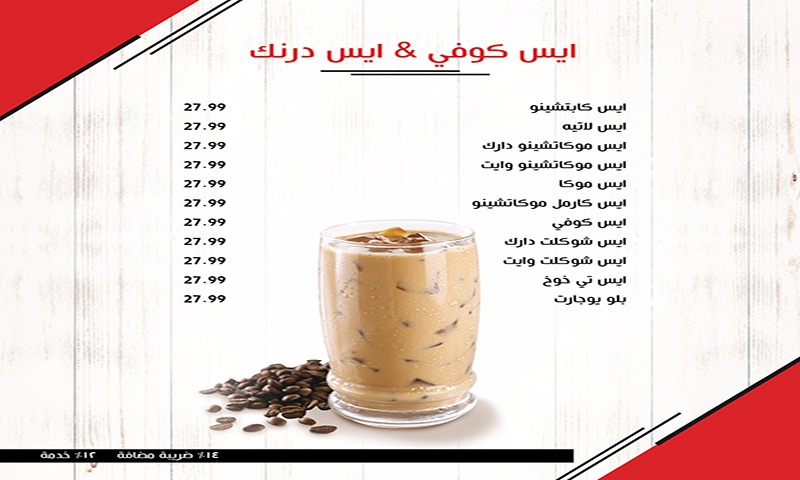 ايس كوفي & ايس درنك
ايس كابتشينو 27.99
ايس لاتيه 27.99
ايس موكاتشينو دارك 27.99
ايس موكاتشينو وايت 27.99
ايس موكا 27.99
ايس كارمل موكاتشينو 27.99
ايس كوفي 27.99
ايس شوكلت دارك 27.99
ايس شوكلت وايت 27.99
ايس تي خوخ 27.99
بلو يوجارت 27.99
١٤٪ ضريبة مضافة ١٢٪ خدمة